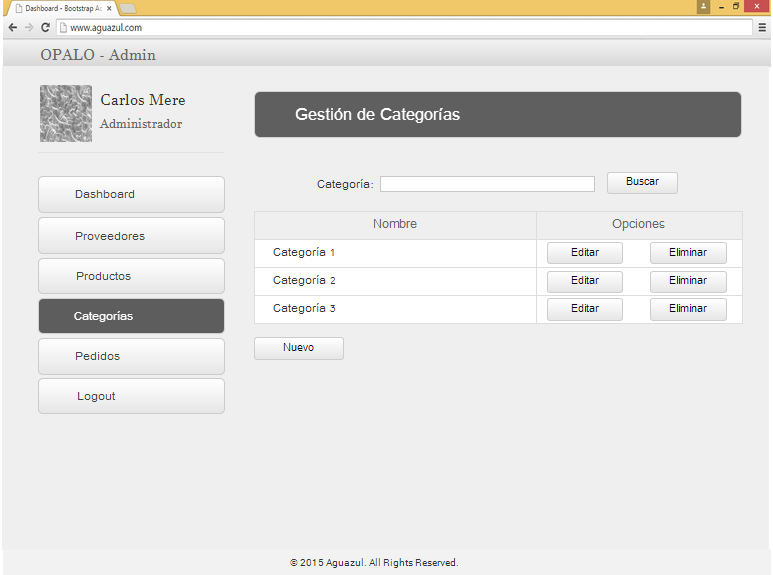 Dashboard - Bootstrap Ad
www.aguazul.com
OPALO - Admin
Carlos Mere
Administrador
Dashboard
Proveedores
Productos
Categorías
Pedidos
Logout
Gestión de Categorías
Categoría: Buscar
Nombre Opciones
Categoría 1 Editar Eliminar
Categoría 2 Editar Eliminar
Categoría 3 Editar Eliminar
Nuevo
© 2015 Aguazul. All Rights Reserved.